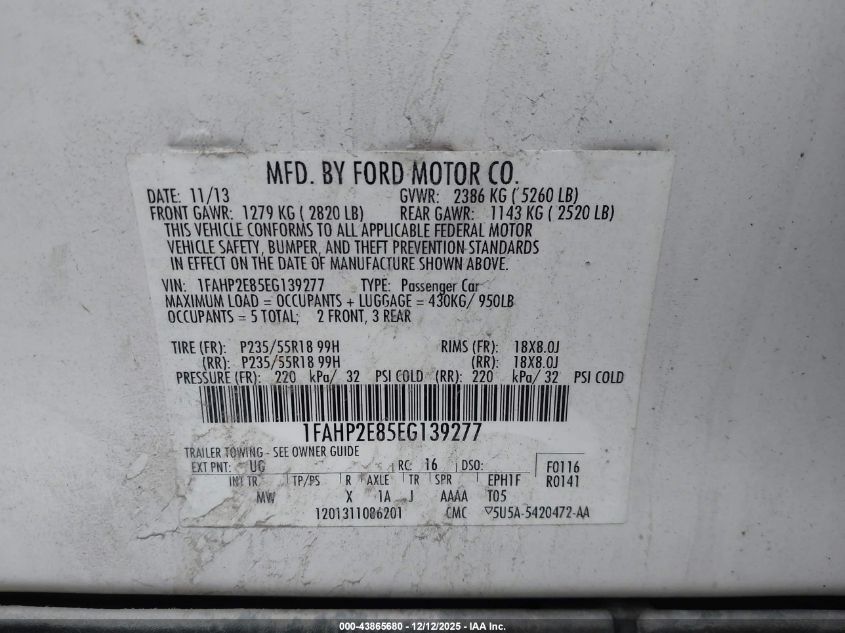 MFD. BY FORD MOTOR CO.
DATE: 11/13 GVWR: 2386 KG ( 5260 LB)
FRONT GAWR: 1279 KG ( 2820 LB) REAR GAWR: 1143 KG ( 2520 LB)
THIS VEHICLE CONFORMS TO ALL APPLICABLE FEDERAL MOTOR
VEHICLE SAFETY, BUMPER, AND THEFT PREVENTION STANDARDS
IN EFFECT ON THE DATE OF MANUFACTURE SHOWN ABOVE.
VIN: 1FAHP2E85EG139277 TYPE: Passenger Car
MAXIMUM LOAD = OCCUPANTS + LUGGAGE = 430KG/ 950LB
OCCUPANTS = 5 TOTAL; 2 FRONT, 3 REAR
TIRE (FR): P235/55R18 99H RIMS (FR): 18X8.0J
(RR): P235/55R18 99H (RR): 18X8.0J
PRESSURE (FR): 220 kPa/ 32 PSI COLD (RR): 220 kPa/ 32 PSI COLD
1FAHP2E85EG139277
TRAILER TOWING - SEE OWNER GUIDE
EXT PNT: UG RC: 16 DSO: F0116
INT TR TP/PS R AXLE TR SPR EPH1F R0141
MW X 1A J AAAA T05
1201311086201 CMC ▽5U5A-5420472-AA
000-43865680 - 12/12/2025 - IAA Inc.